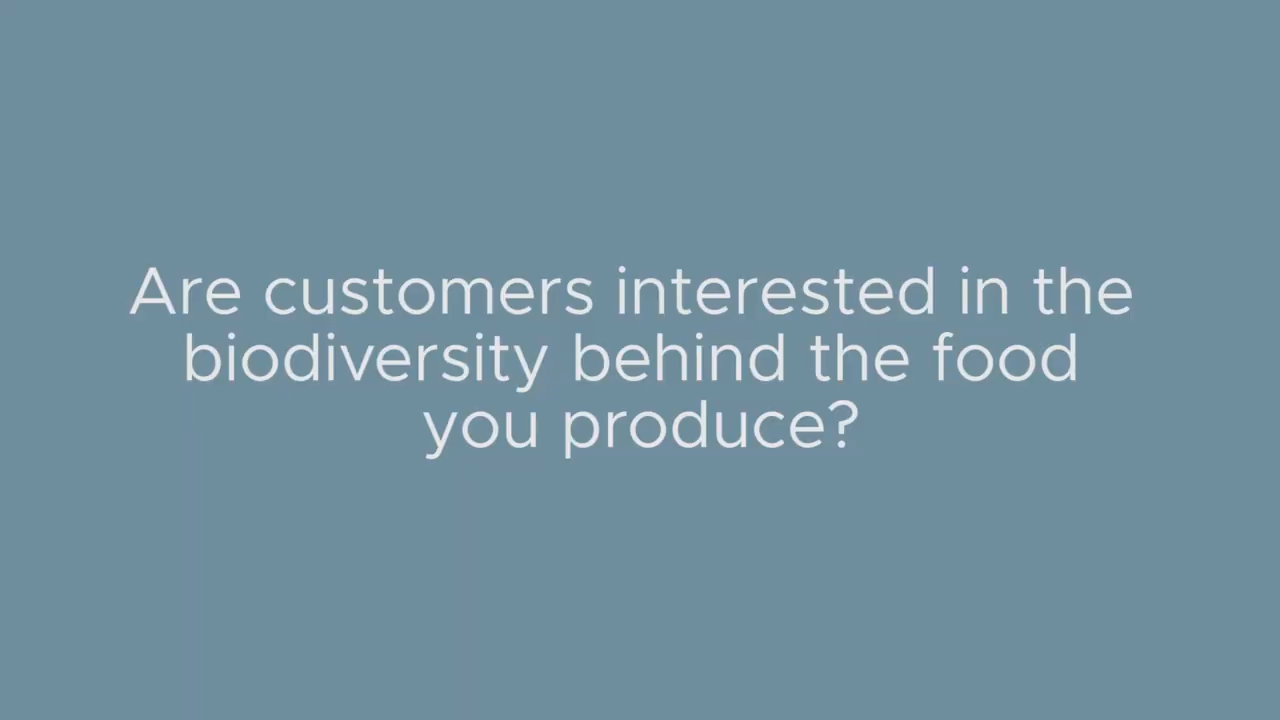 Are customers interested in the
biodiversity behind the food
you produce?